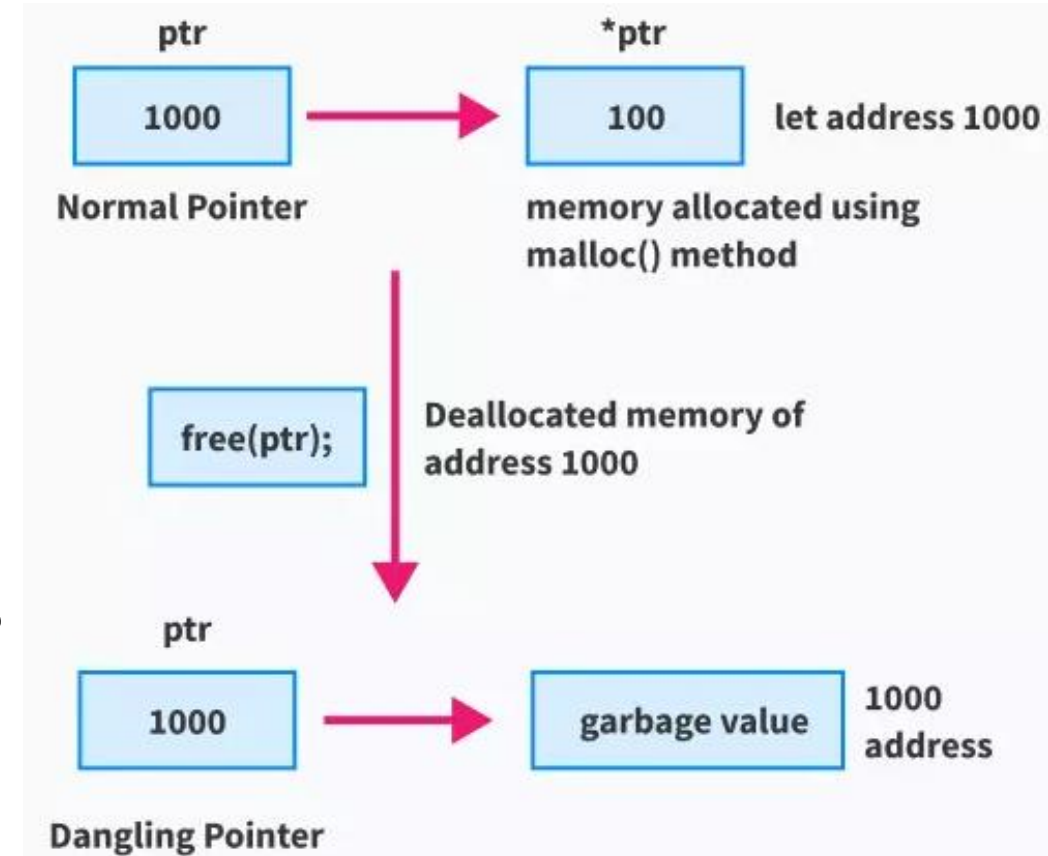 ptr
*ptr
1000
100
let address 1000
Normal Pointer
memory allocated using
malloc() method
free(ptr);
Deallocated memory of
address 1000
ptr
1000
garbage value
1000
address
Dangling Pointer